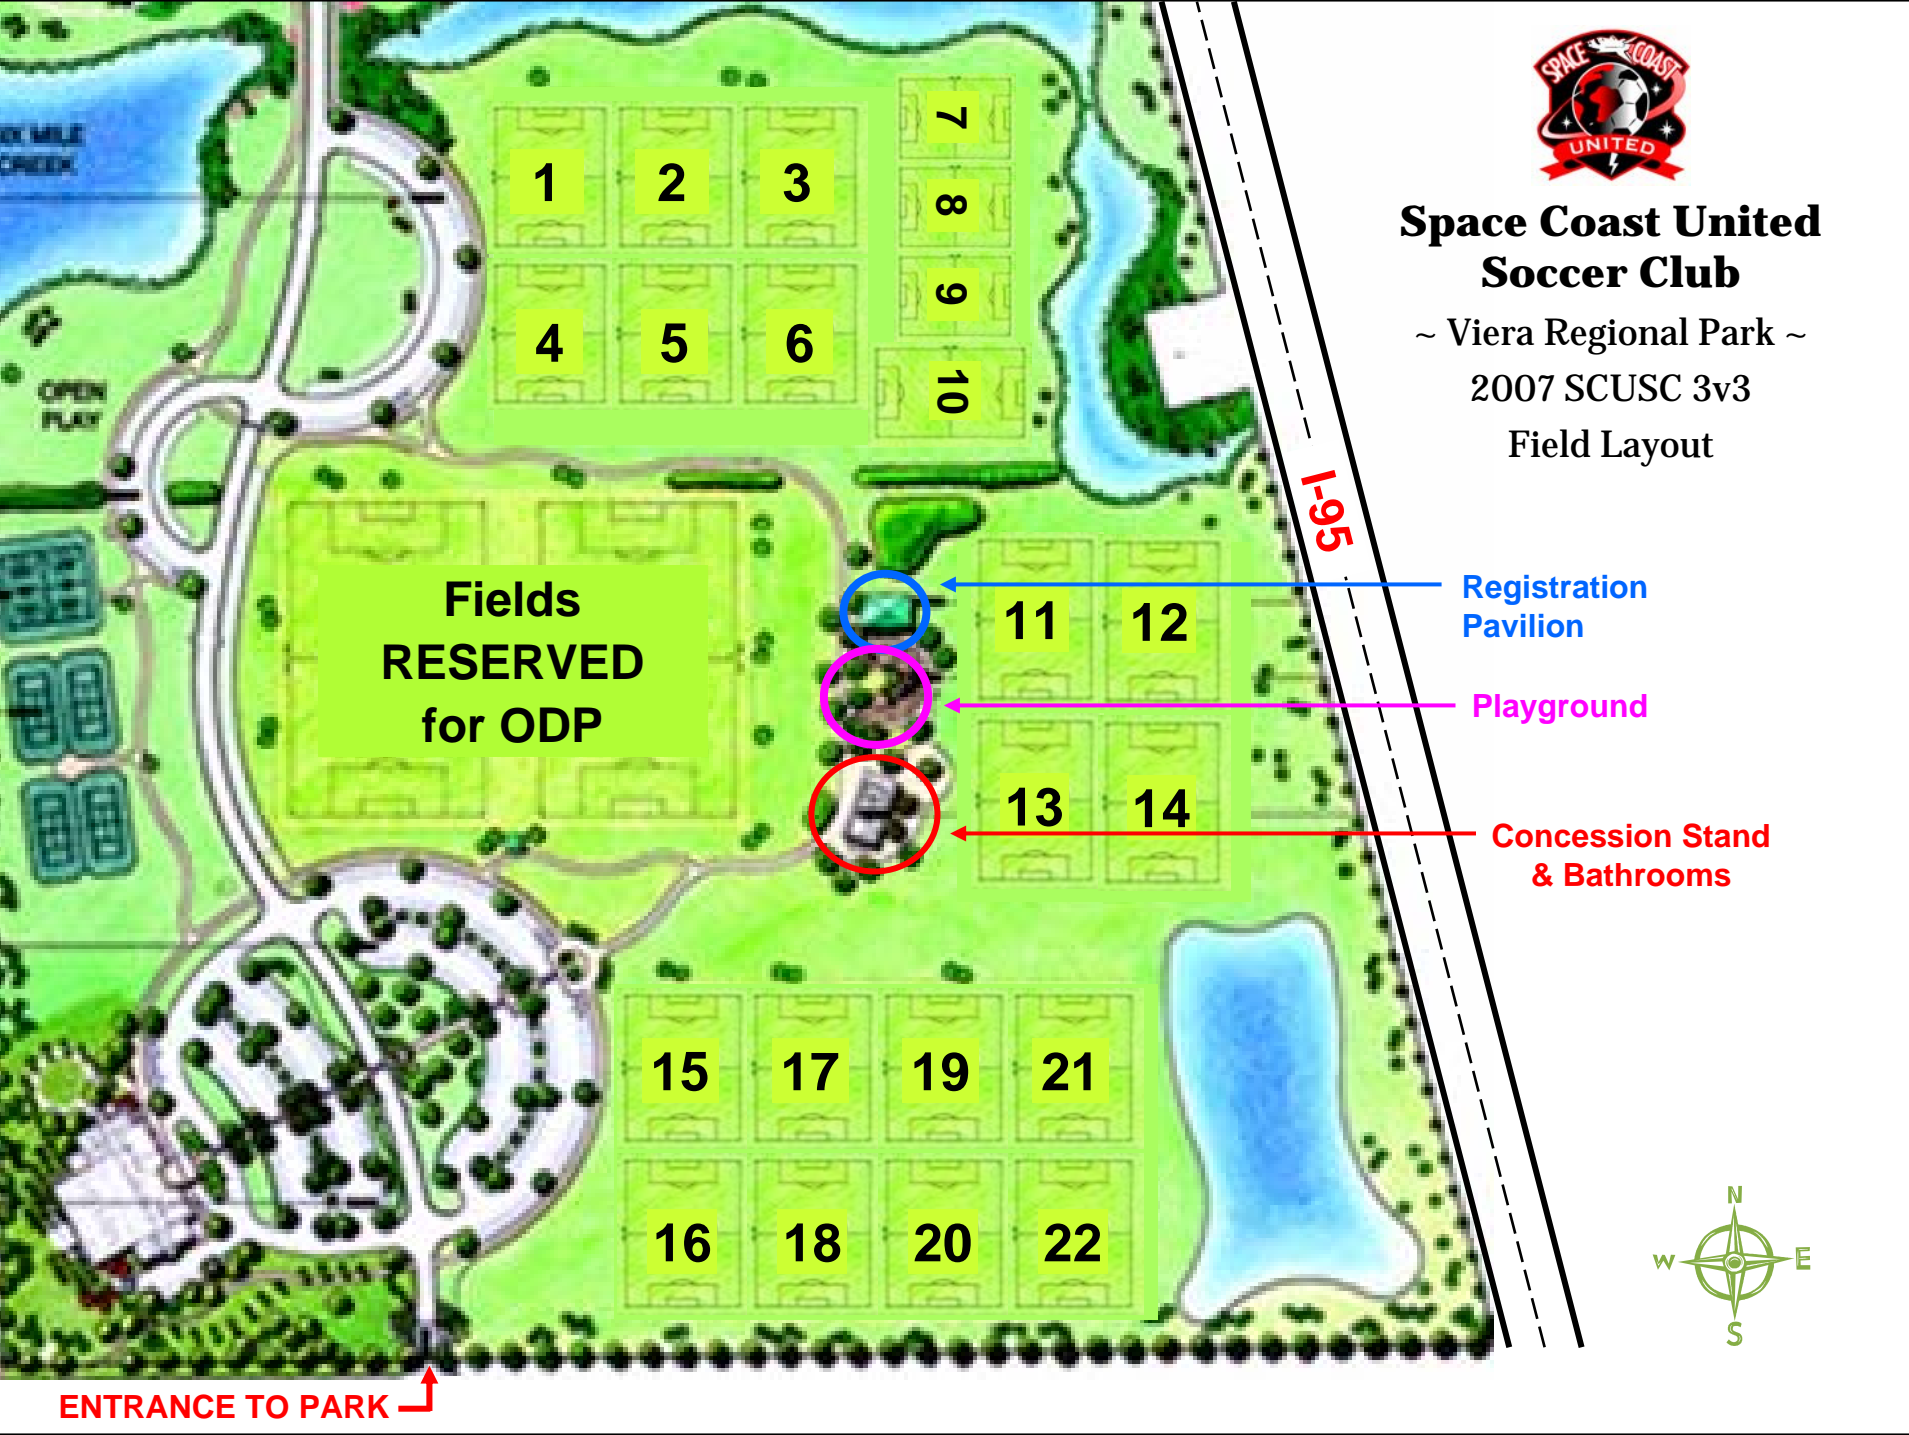 SPACE COAST
UNITED
Space Coast United
Soccer Club
~ Viera Regional Park ~
2007 SCUSC 3v3
Field Layout
MILE
CREEK
OPEN
PLAY
1
2
3
4
5
6
7
8
9
10
I-95
Fields
RESERVED
for ODP
11
12
13
14
Registration
Pavilion
Playground
Concession Stand
& Bathrooms
15
17
19
21
16
18
20
22
N
W
E
S
ENTRANCE TO PARK